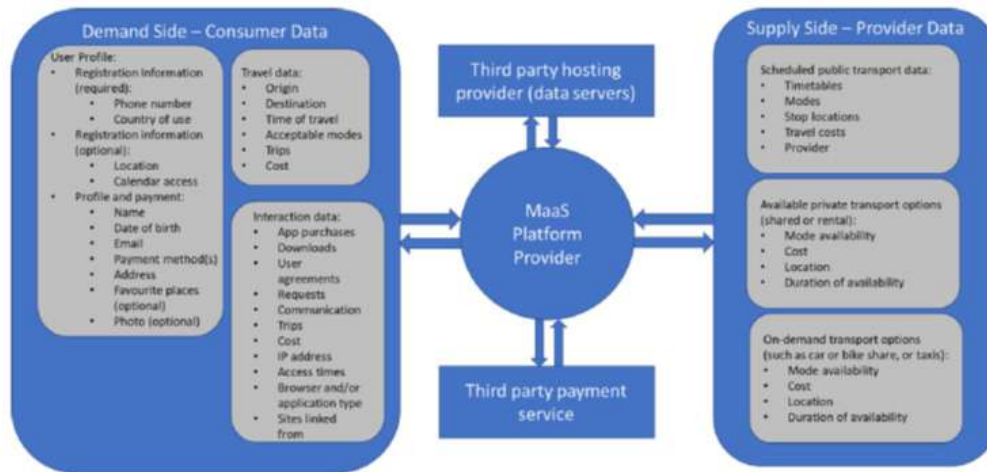 Demand Side – Consumer Data
User Profile:
• Registration Information
(required):
• Phone number
• Country of use
• Registration information
(optional):
• Location
• Calendar access
• Profile and payment:
• Name
• Date of birth
• Email
• Payment method(s)
• Address
• Favourite places
(optional)
• Photo (optional)
Travel data:
• Origin
• Destination
• Time of travel
• Acceptable modes
• Trips
• Cost
Interaction data:
• App purchases
• Downloads
• User
agreements
• Requests
• Communication
• Trips
• Cost
• IP address
• Access times
• Browser and/or
application type
• Sites linked
from
Third party hosting
provider (data servers)
MaaS
Platform
Provider
Third party payment
service
Supply Side – Provider Data
Scheduled public transport data:
• Timetables
• Modes
• Stop locations
• Travel costs
• Provider
Available private transport options
(shared or rental):
• Mode availability
• Cost
• Location
• Duration of availability
On-demand transport options
(such as car or bike share, or taxis):
• Mode availability
• Cost
• Location
• Duration of availability